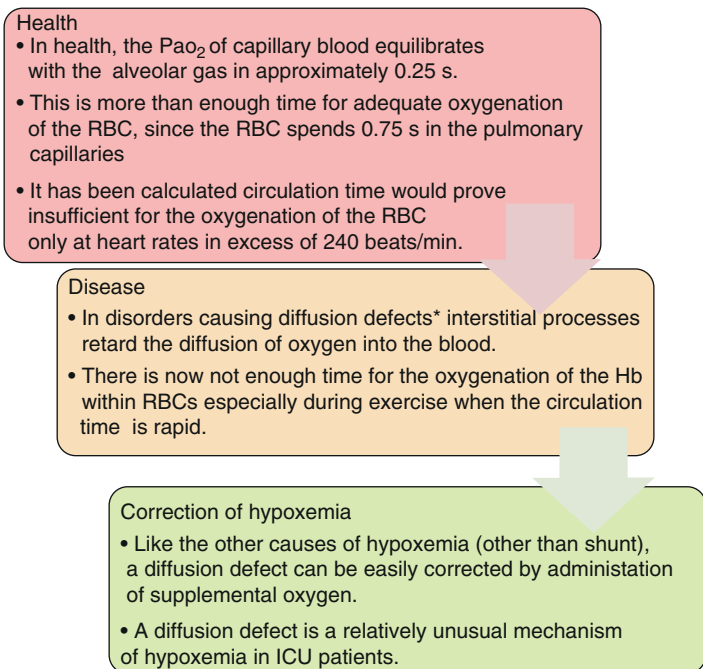 Health
• In health, the Pao2 of capillary blood equilibrates
with the alveolar gas in approximately 0.25 s.
• This is more than enough time for adequate oxygenation
of the RBC, since the RBC spends 0.75 s in the pulmonary
capillaries
• It has been calculated circulation time would prove
insufficient for the oxygenation of the RBC
only at heart rates in excess of 240 beats/min.
Disease
• In disorders causing diffusion defects* interstitial processes
retard the diffusion of oxygen into the blood.
• There is now not enough time for the oxygenation of the Hb
within RBCs especially during exercise when the circulation
time is rapid.
Correction of hypoxemia
• Like the other causes of hypoxemia (other than shunt),
a diffusion defect can be easily corrected by administation
of supplemental oxygen.
• A diffusion defect is a relatively unusual mechanism
of hypoxemia in ICU patients.